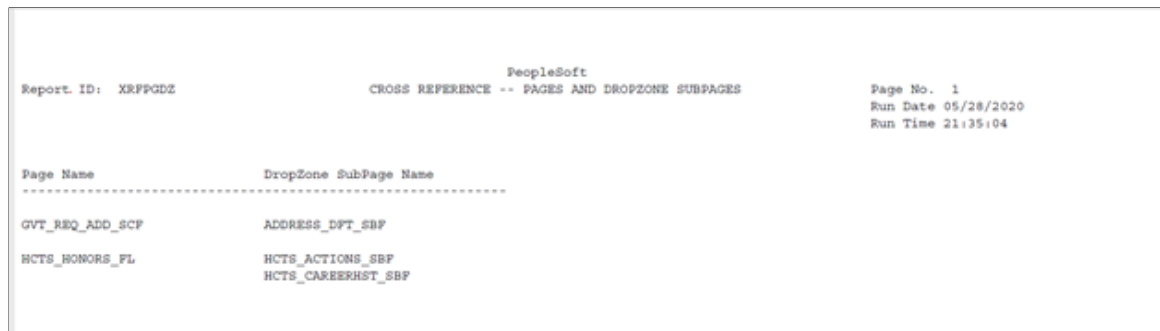 PeopleSoft
Report ID: XRFPGDZ CROSS REFERENCE -- PAGES AND DROPZONE SUBPAGES Page No. 1
Run Date 05/28/2020
Run Time 21:35:04
Page Name DropZone SubPage Name
------------------------------------------------------------
GVT_REQ_ADD_SCF ADDRESS_DFT_SBF
HCTS_HONORS_FL HCTS_ACTIONS_SBF
HCTS_CAREERHST_SBF